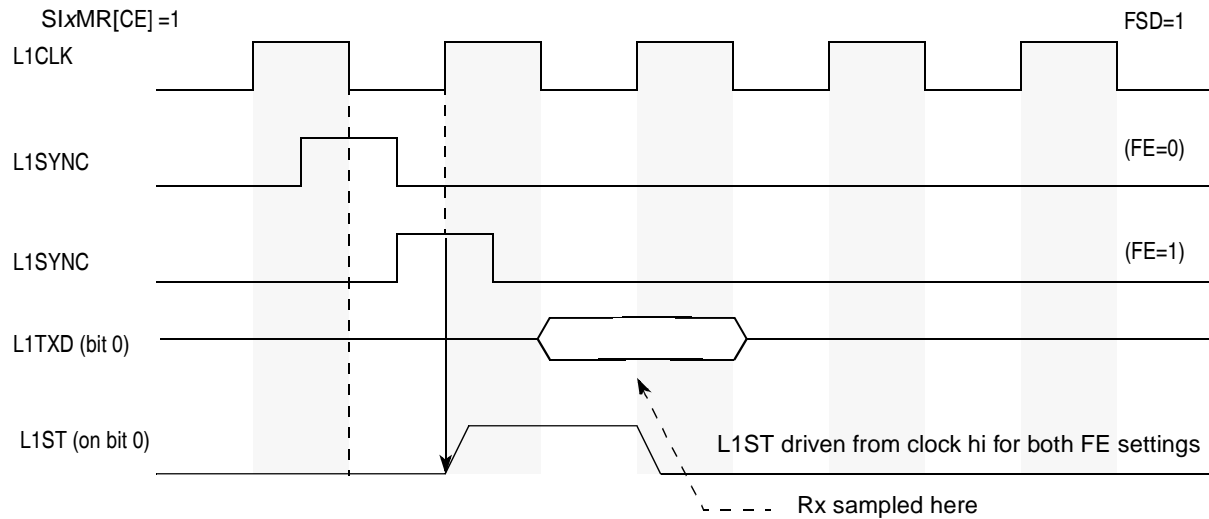 SIxMR[CE] =1
FSD=1
L1CLK
L1SYNC
(FE=0)
L1SYNC
(FE=1)
L1TXD (bit 0)
L1ST (on bit 0)
L1ST driven from clock hi for both FE settings
Rx sampled here